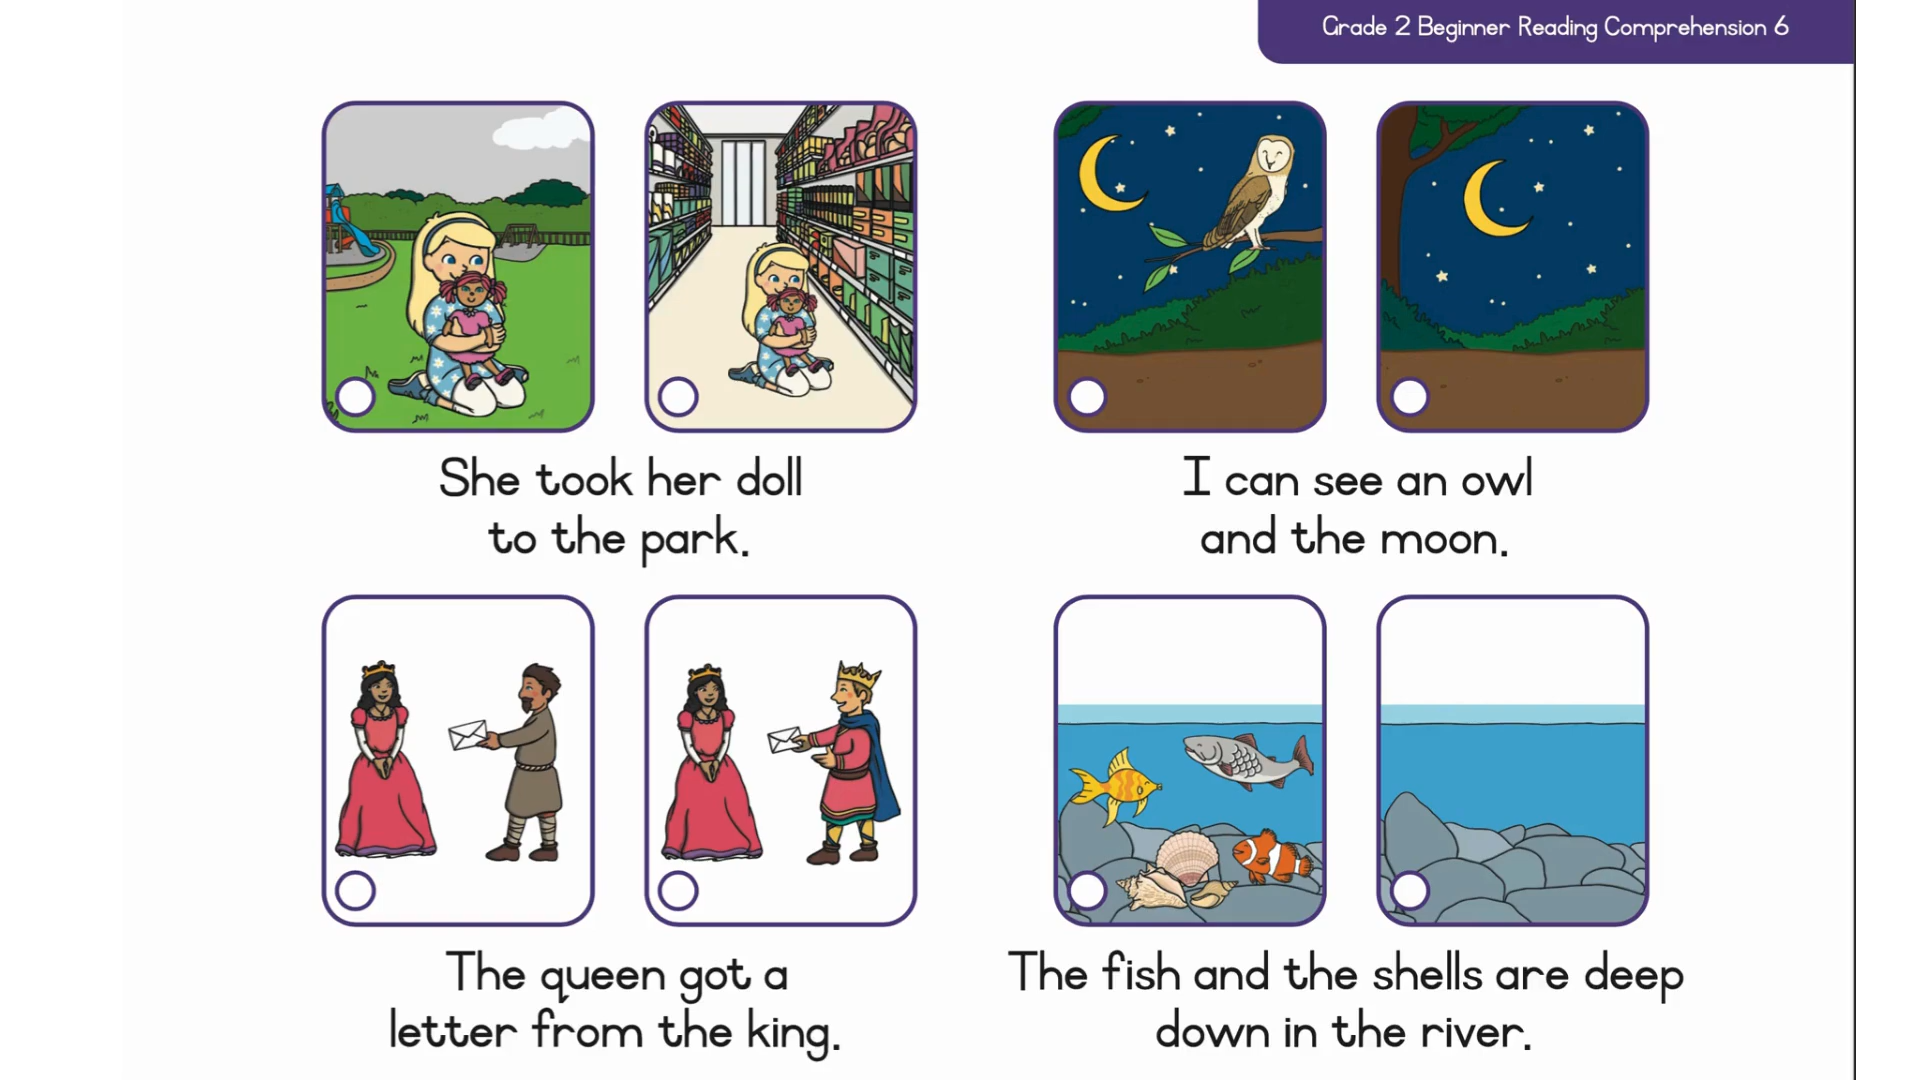 Grade 2 Beginner Reading Comprehension 6
She took her doll
to the park.
I can see an owl
and the moon.
The queen got a
letter from the king.
The fish and the shells are deep
down in the river.